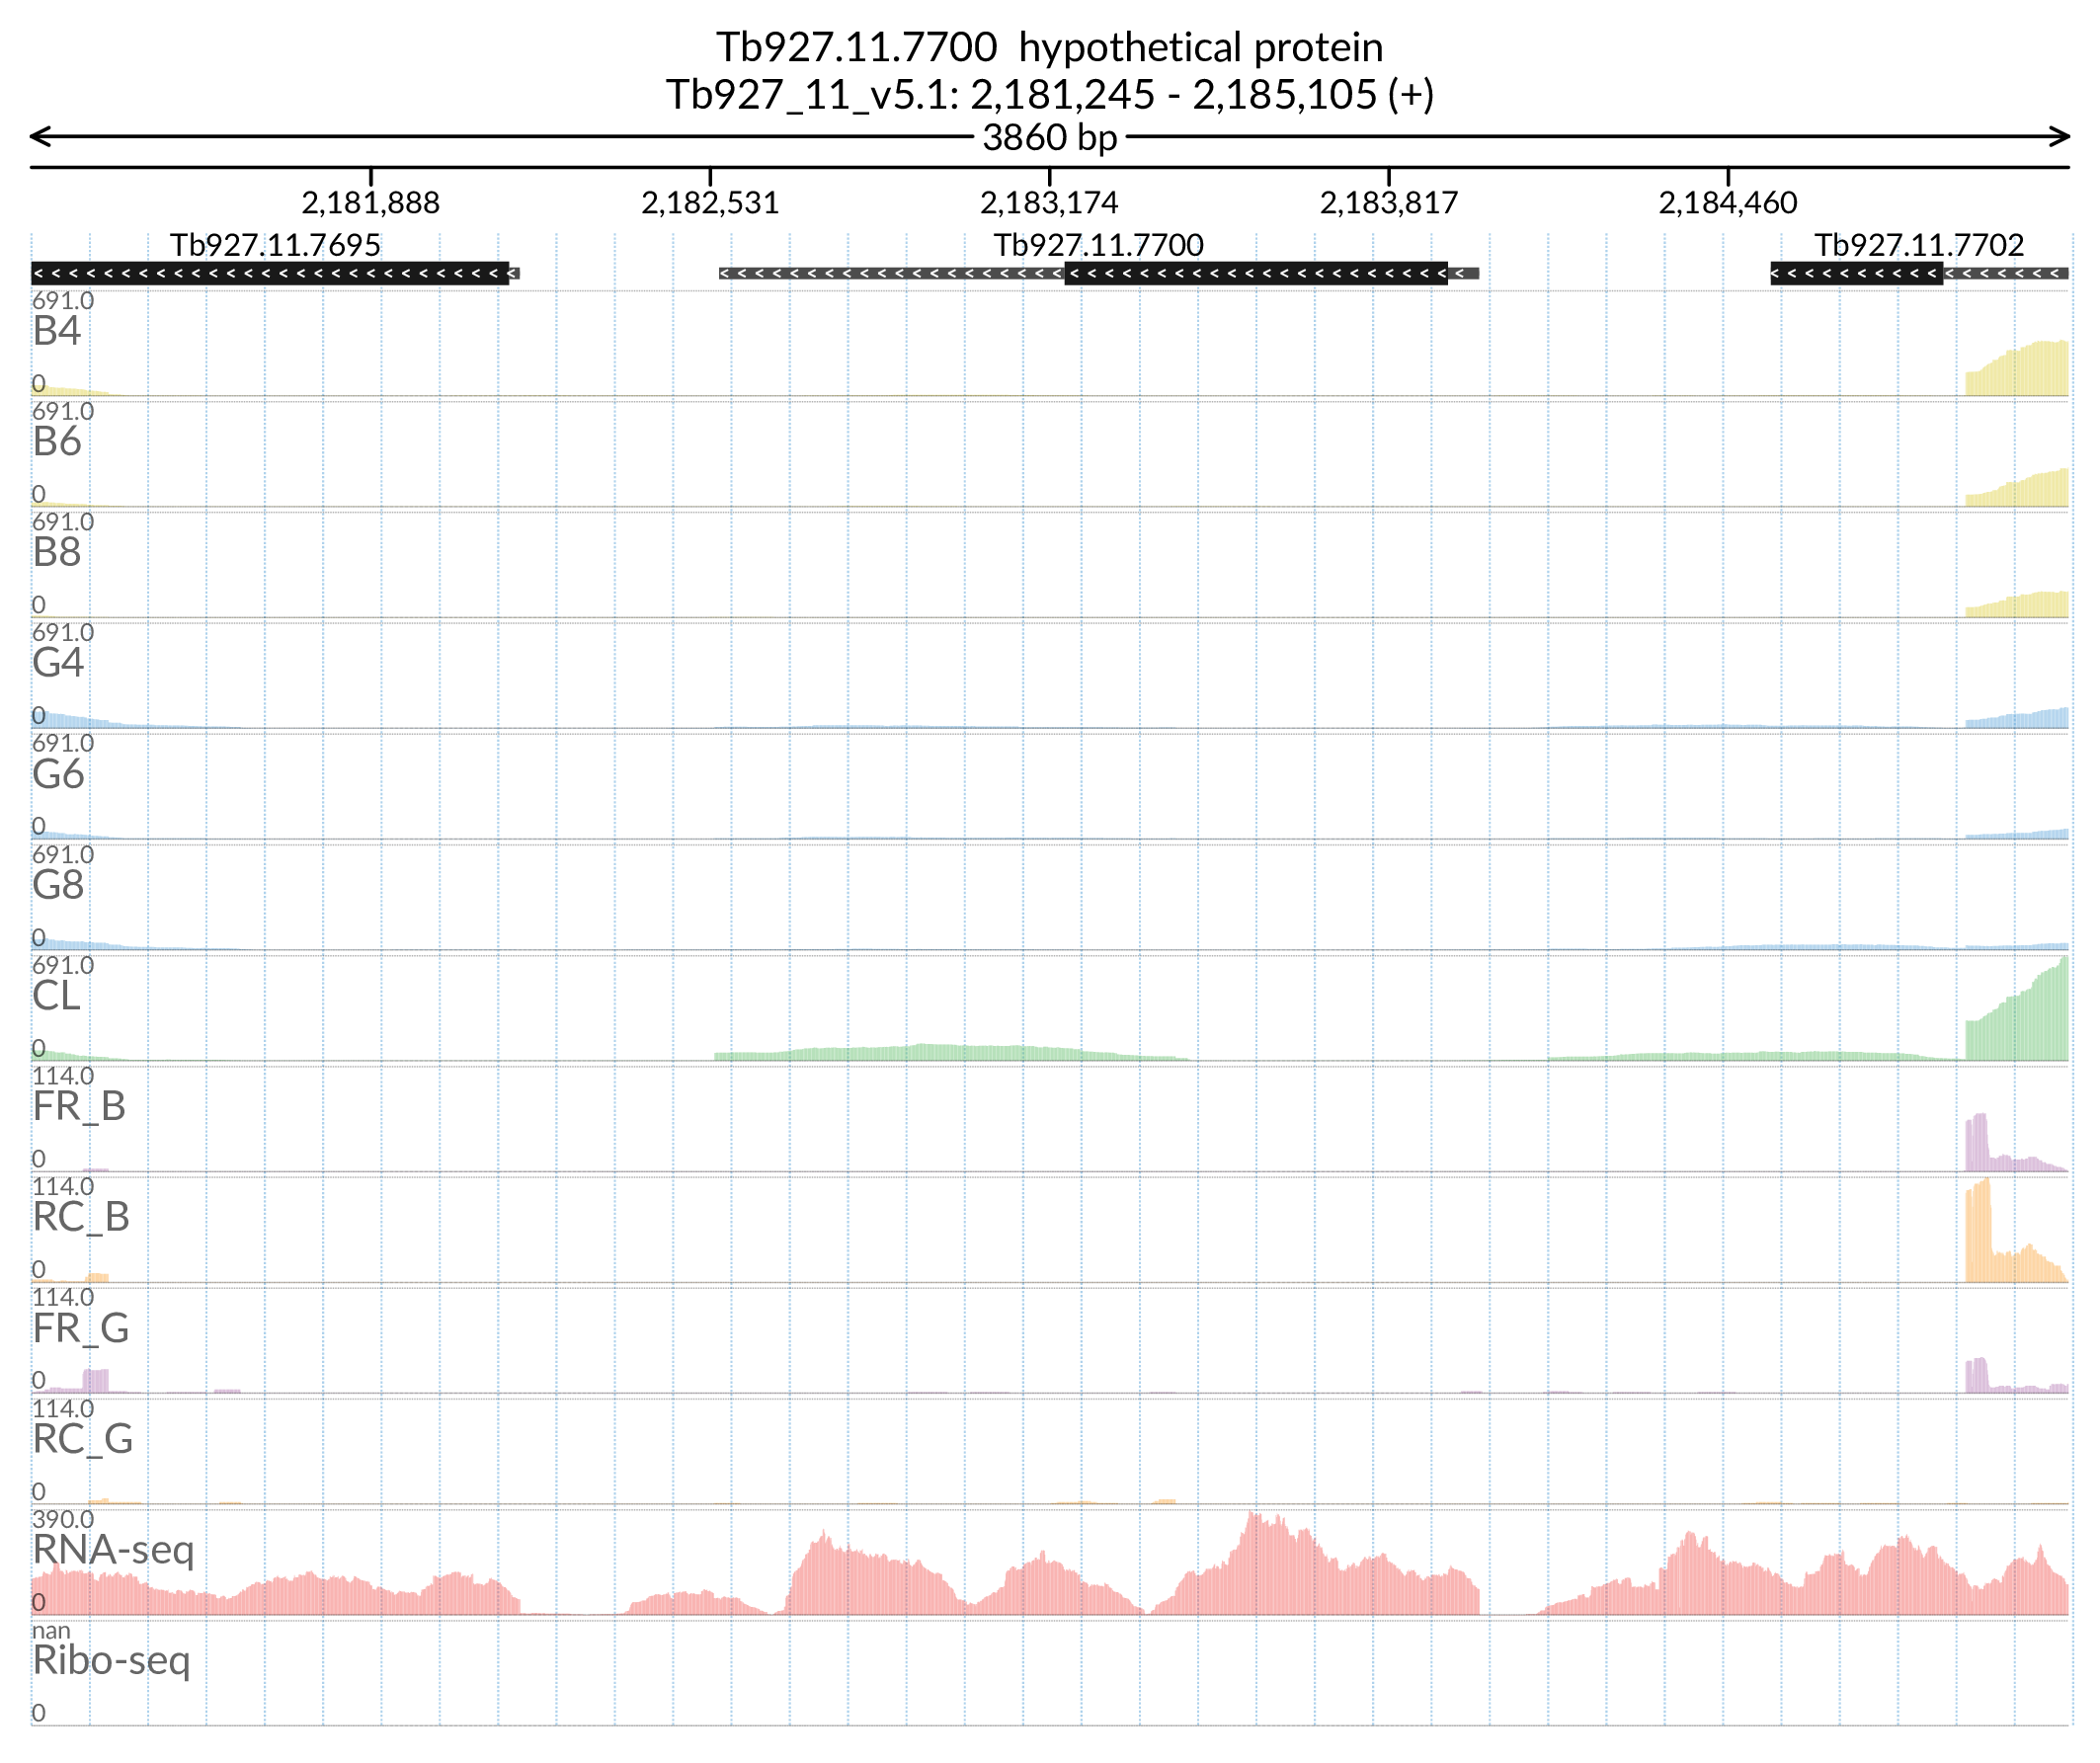 Tb927.11.7700 hypothetical protein
Tb927_11_v5.1: 2,181,245 - 2,185,105 (+)
3860 bp
2,181,888 2,182,531 2,183,174 2,183,817 2,184,460
Tb927.11.7695 Tb927.11.7700 Tb927.11.7702
691.0
B4
0
691.0
B6
0
691.0
B8
0
691.0
G4
0
691.0
G6
0
691.0
G8
0
691.0
CL
0
114.0
FR_B
0
114.0
RC_B
0
114.0
FR_G
0
114.0
RC_G
0
390.0
RNA-seq
0
nan
Ribo-seq
0